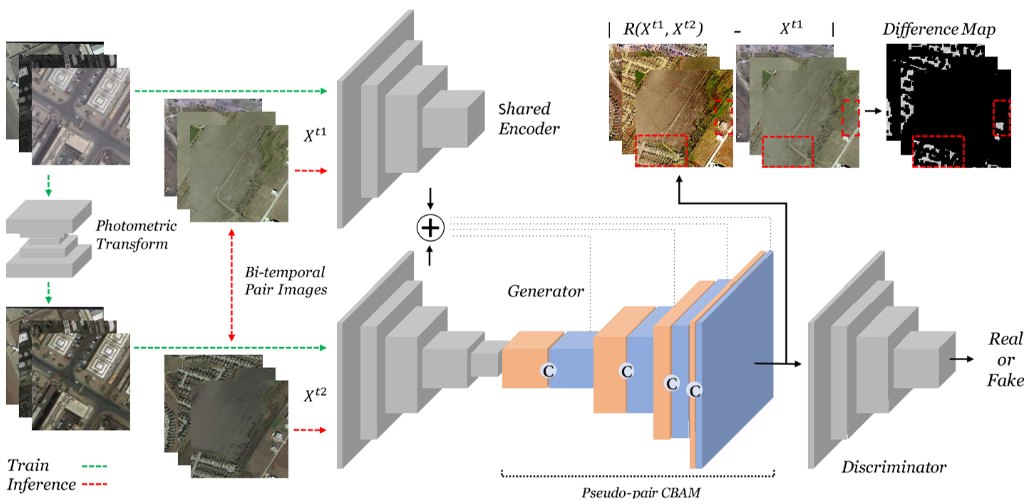 | R(X^{t1}, X^{t2}) - X^{t1} |
Difference Map
X^{t1}
Shared
Encoder
Photometric
Transform
+
Bi-temporal
Pair Images
Generator
C
C
C
C
X^{t2}
Real
or
Fake
Train
Inference
Discriminator
Pseudo-pair CBAM